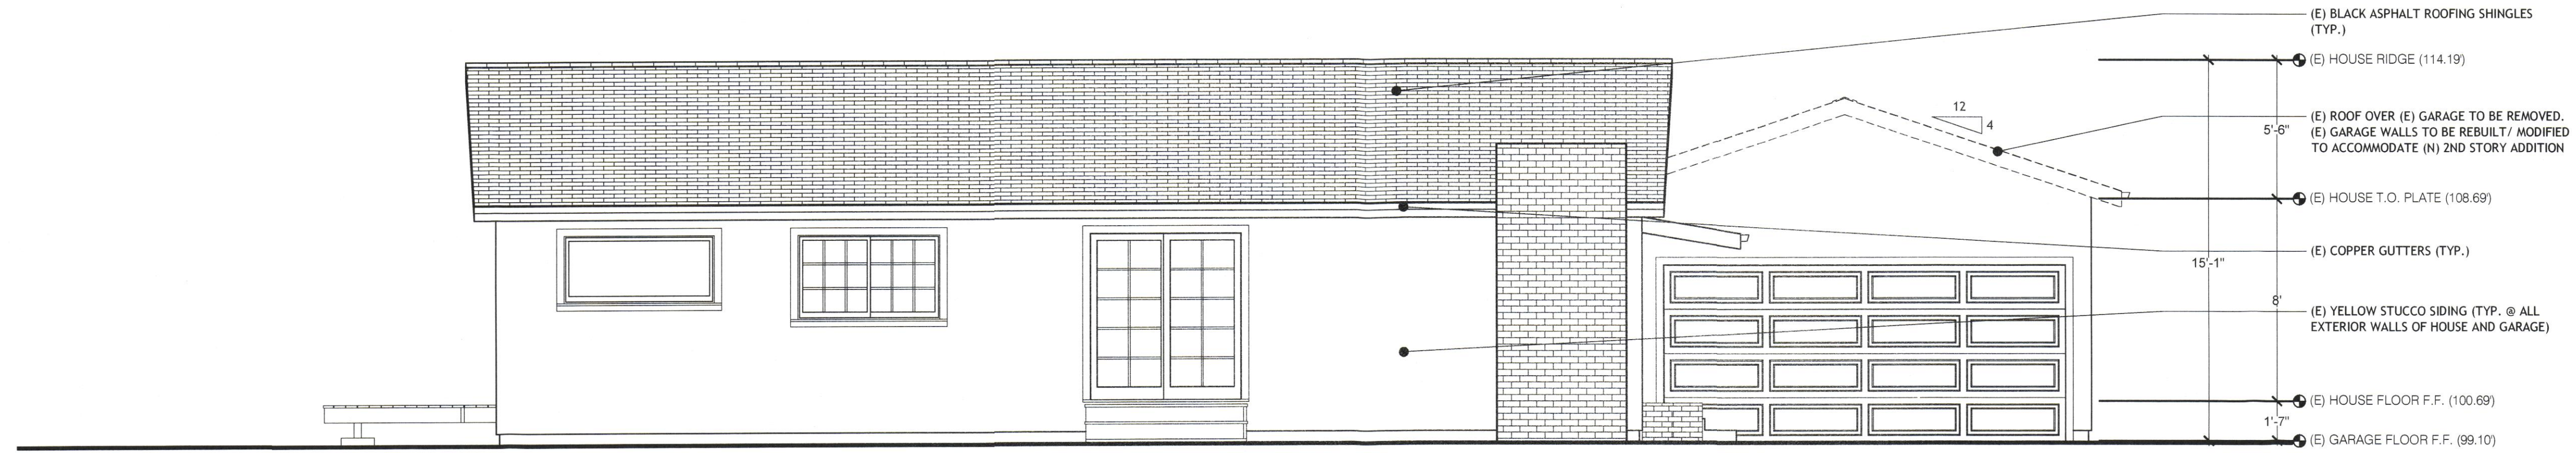 (E) BLACK ASPHALT ROOFING SHINGLES
(TYP.)
(E) HOUSE RIDGE (114.19')
12
4
(E) ROOF OVER (E) GARAGE TO BE REMOVED.
(E) GARAGE WALLS TO BE REBUILT/ MODIFIED
TO ACCOMMODATE (N) 2ND STORY ADDITION
5'-6"
(E) HOUSE T.O. PLATE (108.69')
(E) COPPER GUTTERS (TYP.)
15'-1"
8'
(E) YELLOW STUCCO SIDING (TYP. @ ALL
EXTERIOR WALLS OF HOUSE AND GARAGE)
(E) HOUSE FLOOR F.F. (100.69')
1'-7"
(E) GARAGE FLOOR F.F. (99.10')